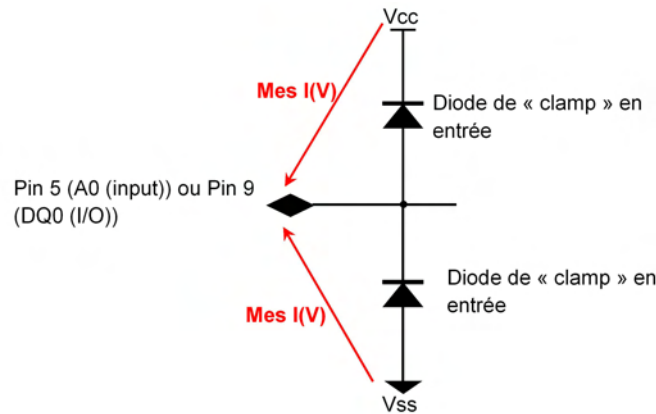 Vcc
Mes I(V)
Diode de « clamp » en
entrée
Pin 5 (A0 (input)) ou Pin 9
(DQ0 (I/O))
Diode de « clamp » en
entrée
Mes I(V)
Vss